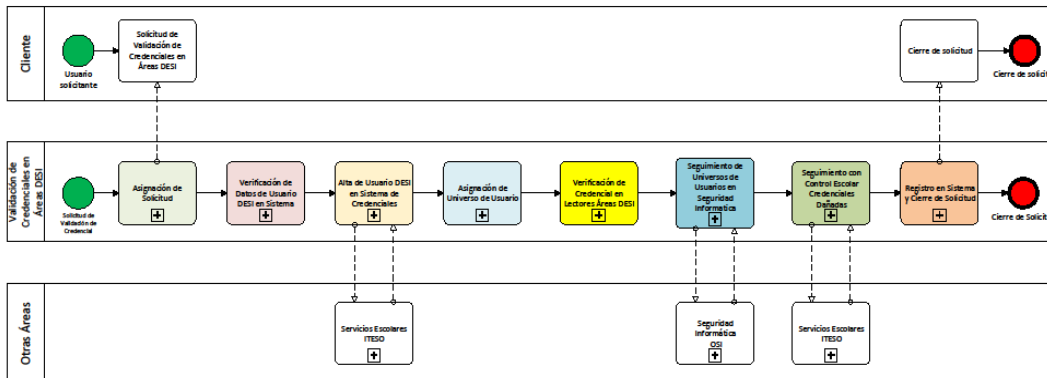 Cliente
Usuario
solicitante
Solicitud de
Validación de
Credenciales en
Áreas DESI
Cierre de solicitud
Cierre de solicit
Validación de
Credenciales en
Áreas DESI
Solicitud de
Validación de
Credencial
Asignación de
Solicitud
Verificación de
Datos de Usuario
DESI en Sistema
Alta de Usuario DESI
en Sistema de
Credenciales
Asignación de
Universo de Usuario
Verificación de
Credencial en
Lectores Áreas DESI
Seguimiento de
Universos de
Usuarios en
Seguridad
Informatica
Seguimiento con
Control Escolar
Credenciales
Dañadas
Registro en Sistema
y Cierre de Solicitud
Cierre de Solicit
Otras Áreas
Servicios Escolares
ITESO
Seguridad
Informática
OSI
Servicios Escolares
ITESO